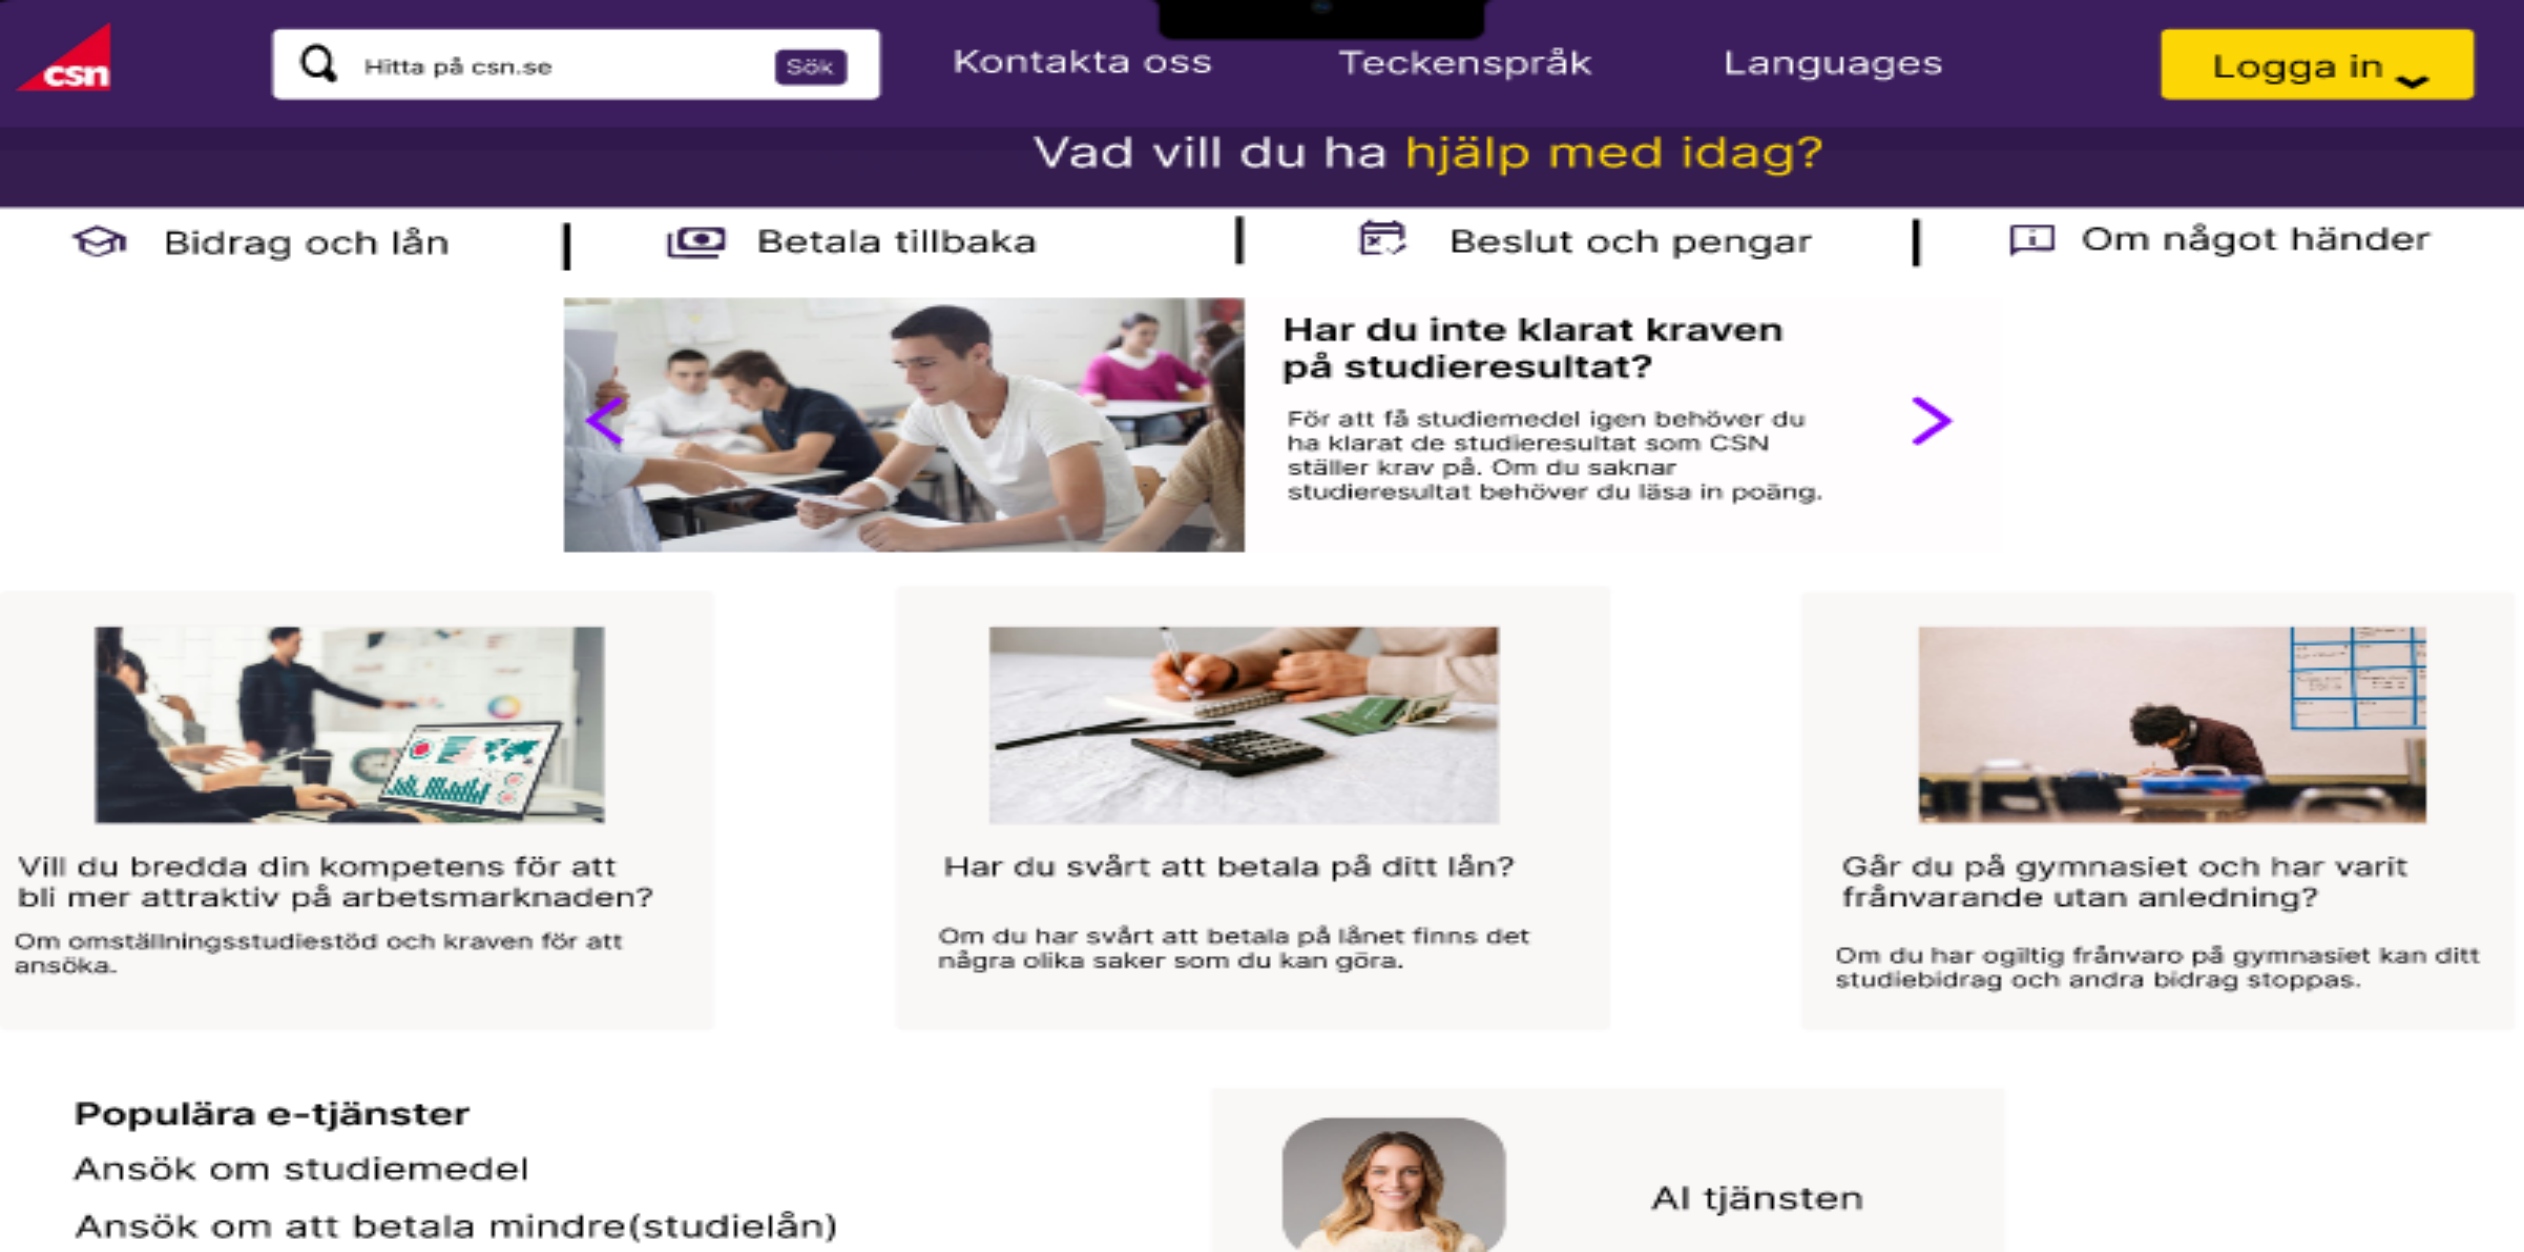 csn
Hitta på csn.se
Sök
Kontakta oss
Teckenspråk
Languages
Logga in
Vad vill du ha hjälp med idag?
Bidrag och lån
Betala tillbaka
Beslut och pengar
Om något händer
Har du inte klarat kraven
på studieresultat?
För att få studiemedel igen behöver du
ha klarat de studieresultat som CSN
ställer krav på. Om du saknar
studieresultat behöver du läsa in poäng.
Vill du bredda din kompetens för att
bli mer attraktiv på arbetsmarknaden?
Om omställningsstudiestöd och kraven för att
ansöka.
Har du svårt att betala på ditt lån?
Om du har svårt att betala på lånet finns det
några olika saker som du kan göra.
Går du på gymnasiet och har varit
frånvarande utan anledning?
Om du har ogiltig frånvaro på gymnasiet kan ditt
studiebidrag och andra bidrag stoppas.
Populära e-tjänster
Ansök om studiemedel
Ansök om att betala mindre(studielån)
AI tjänsten